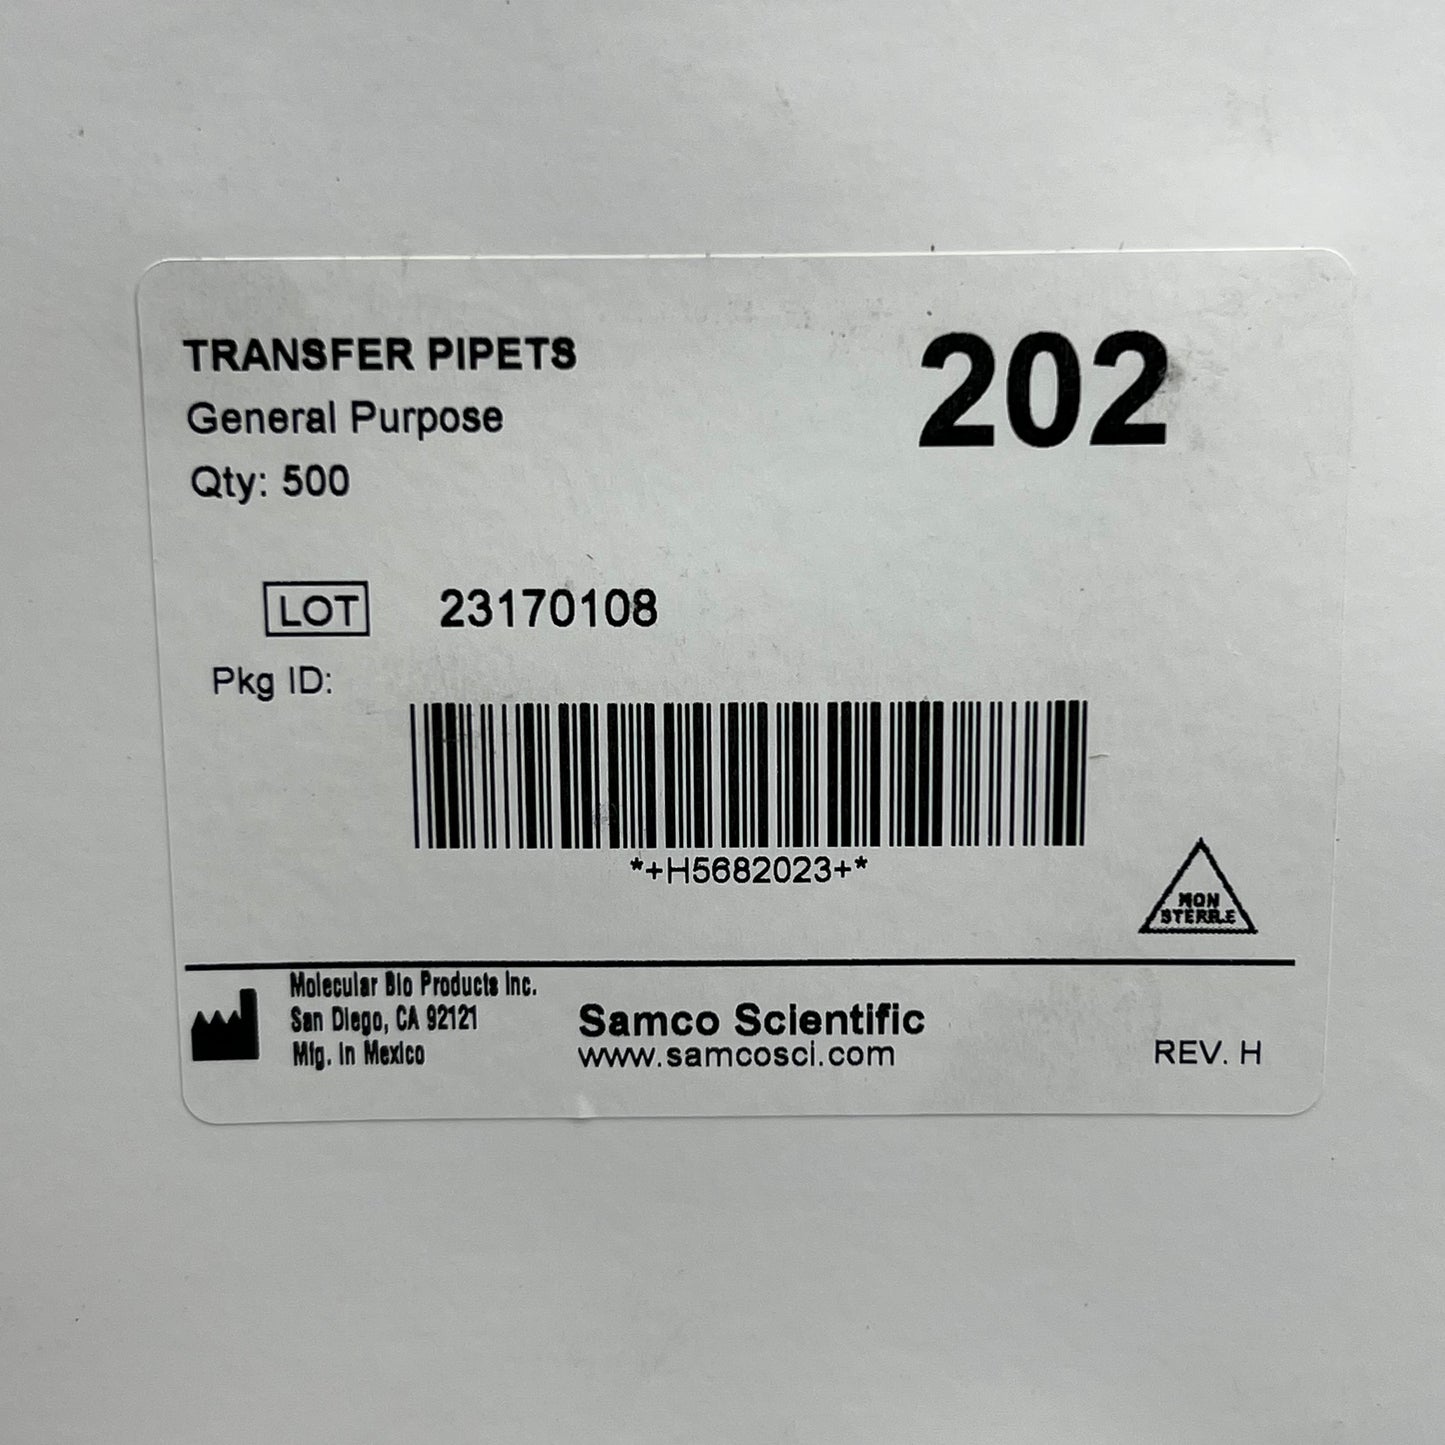 TRANSFER PIPETS
202
General Purpose
Qty: 500
LOT 23170108
Pkg ID:
*+H5682023+*
NON
STERILE
Molecular Bio Products Inc.
San Diego, CA 92121
Mfg. in Mexico
Samco Scientific
www.samcosci.com
REV. H